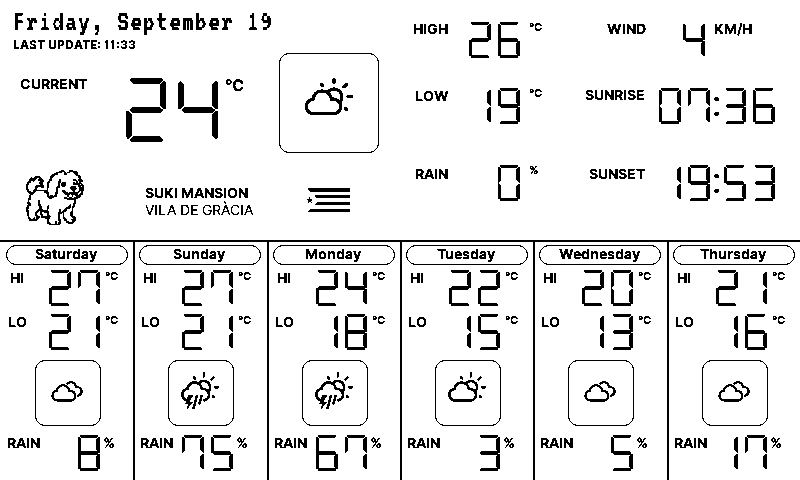 Friday, September 19
LAST UPDATE: 11:33
CURRENT 24 °C
HIGH 26 °C
WIND 4 KM/H
LOW 19 °C
SUNRISE 07:36
RAIN 0 %
SUNSET 19:53
SUKI MANSION
VILA DE GRÀCIA
Saturday
HI 27 °C
LO 21 °C
RAIN 8 %
Sunday
HI 27 °C
LO 21 °C
RAIN 75 %
Monday
HI 24 °C
LO 18 °C
RAIN 67 %
Tuesday
HI 22 °C
LO 15 °C
RAIN 3 %
Wednesday
HI 20 °C
LO 13 °C
RAIN 5 %
Thursday
HI 21 °C
LO 16 °C
RAIN 17 %